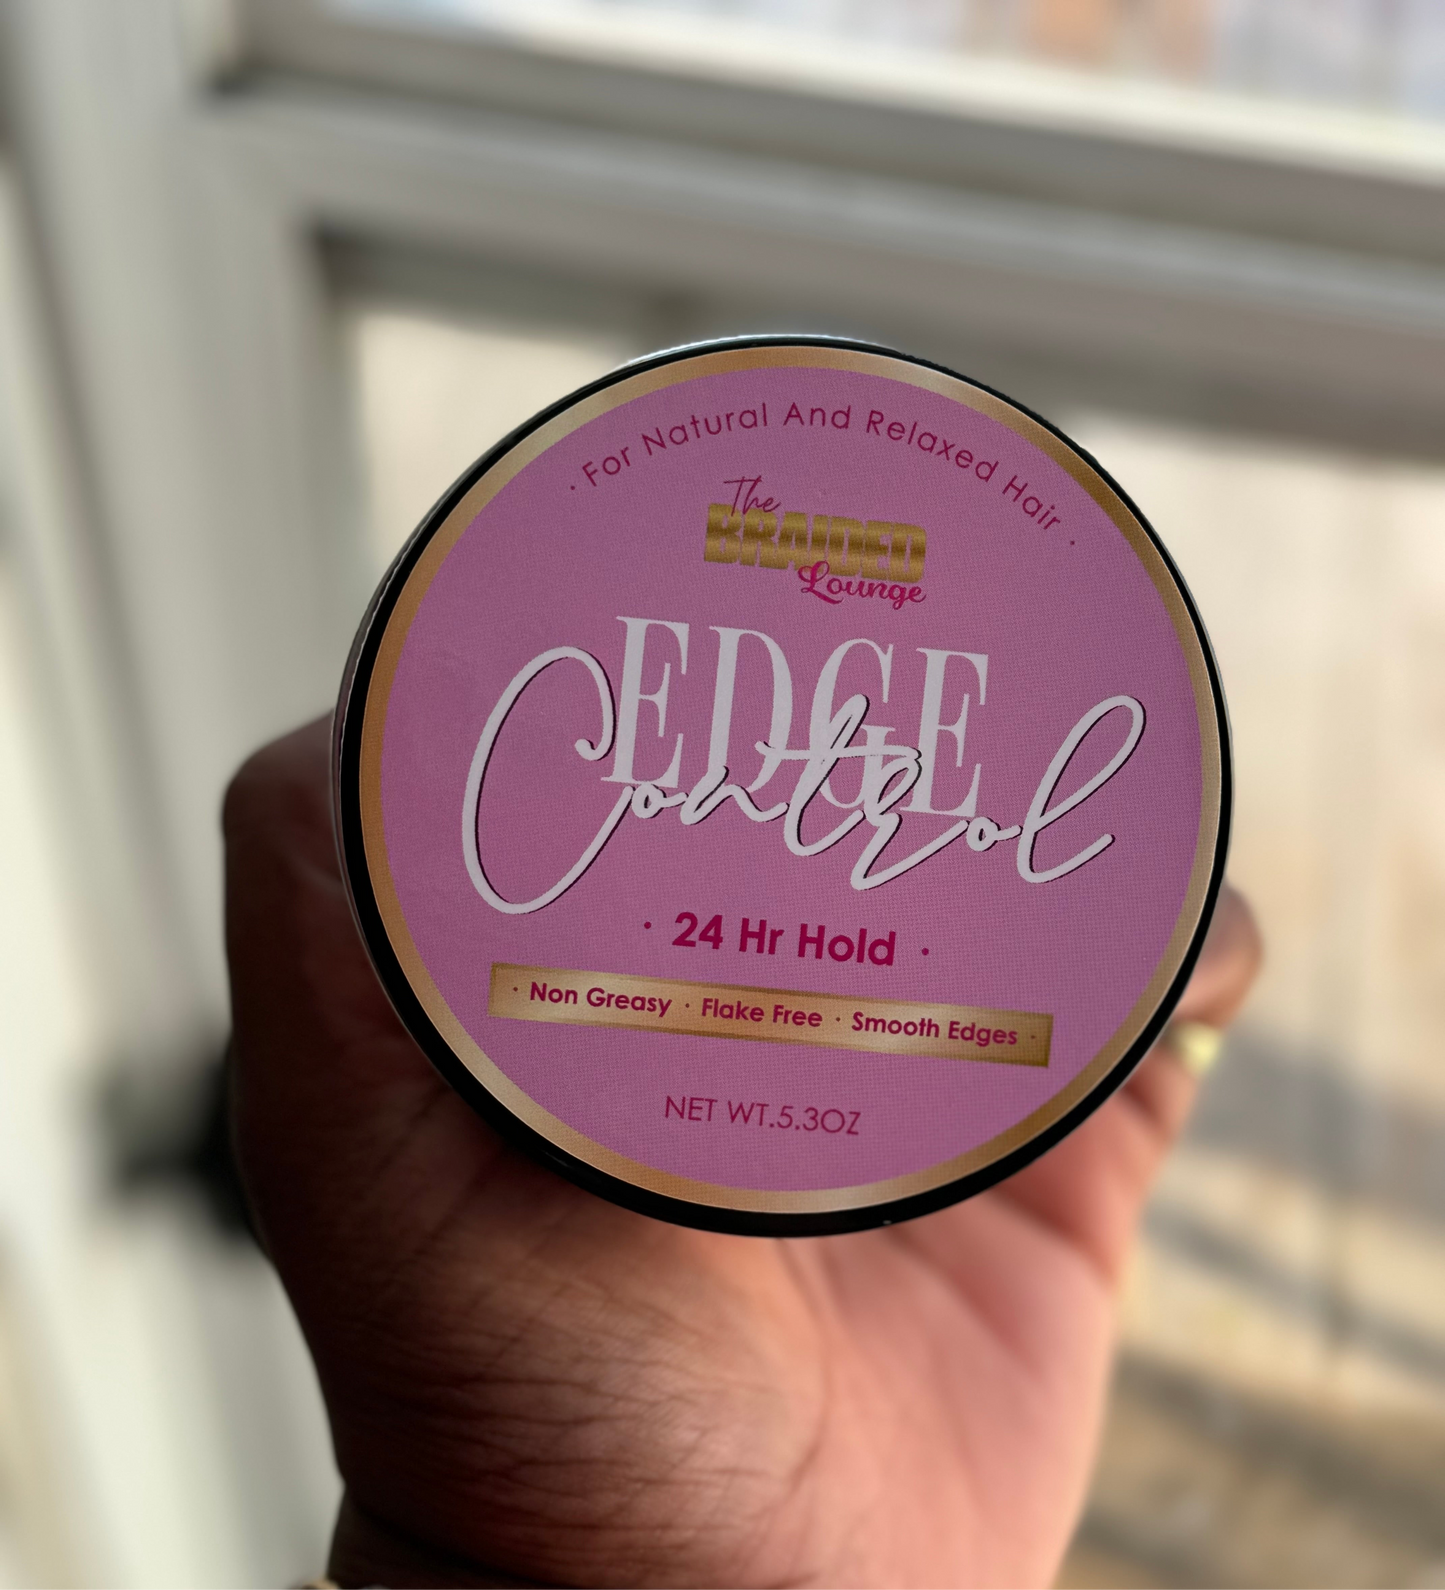 · For Natural And Relaxed Hair ·
The
BRAIDED
Lounge
EDGE
Control
· 24 Hr Hold ·
· Non Greasy · Flake Free · Smooth Edges ·
NET WT.5.3OZ